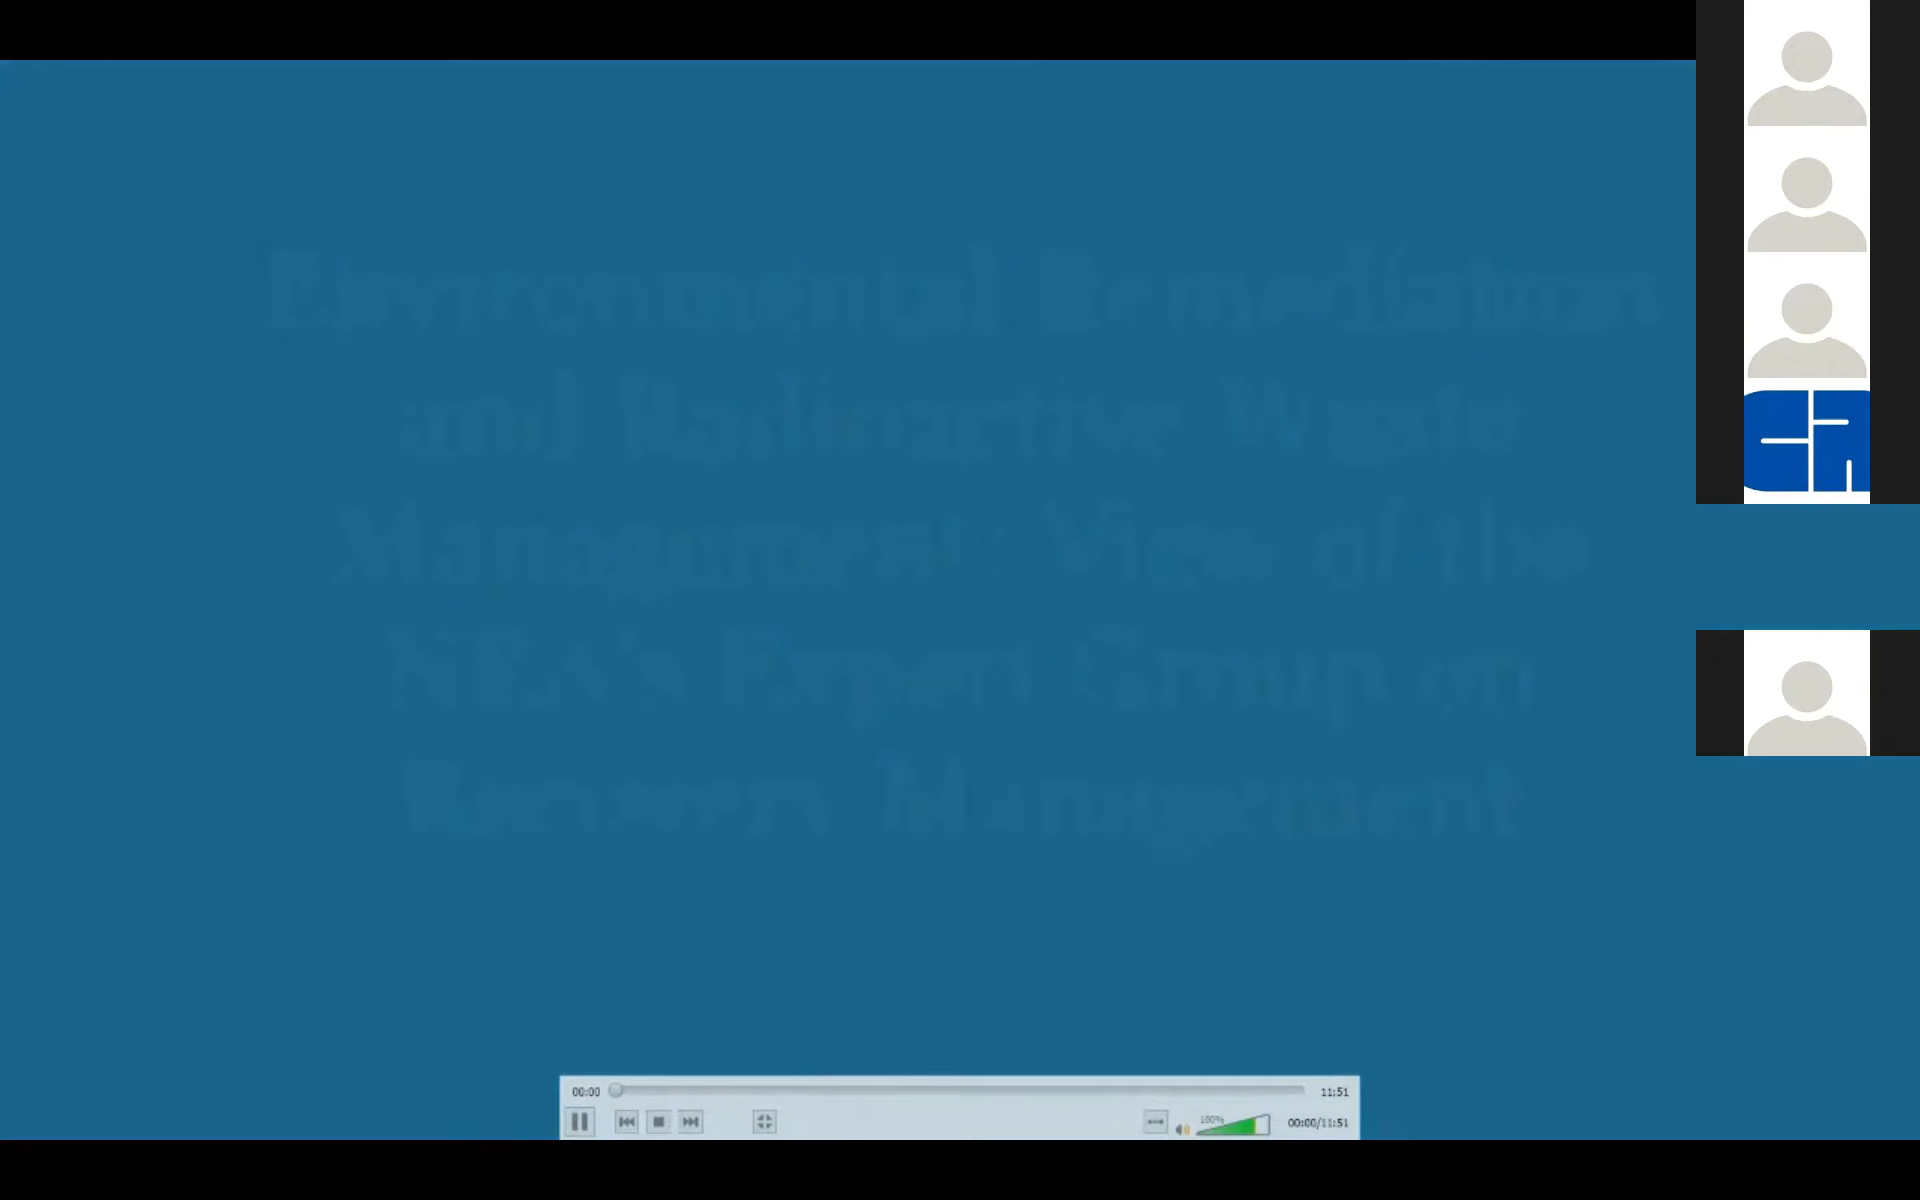 Environmental Remediation
and Radioactive Waste
Management: View of the
NEA's Expert Group on
Recovery Management
00:00
11:51
100%
00:00/11:51